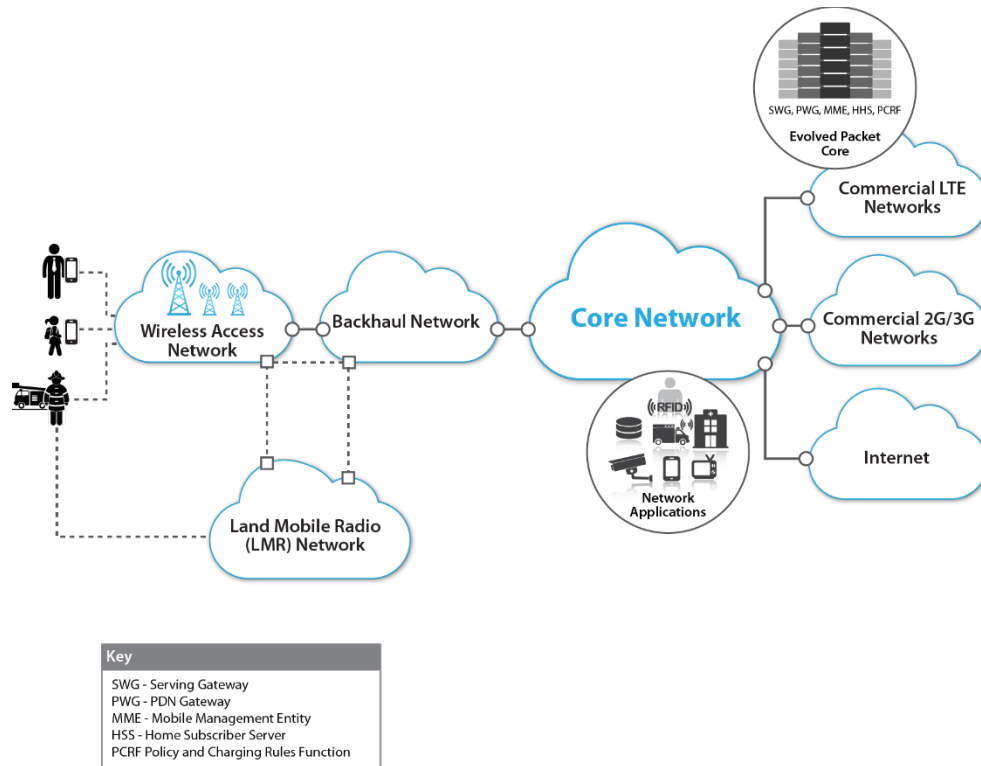 SWG, PWG, MME, HHS, PCRF
Evolved Packet
Core
Commercial LTE
Networks
Wireless Access
Network
Backhaul Network
Core Network
Commercial 2G/3G
Networks
RFID
Network
Applications
Internet
Land Mobile Radio
(LMR) Network
Key
SWG - Serving Gateway
PWG - PDN Gateway
MME - Mobile Management Entity
HSS - Home Subscriber Server
PCRF Policy and Charging Rules Function